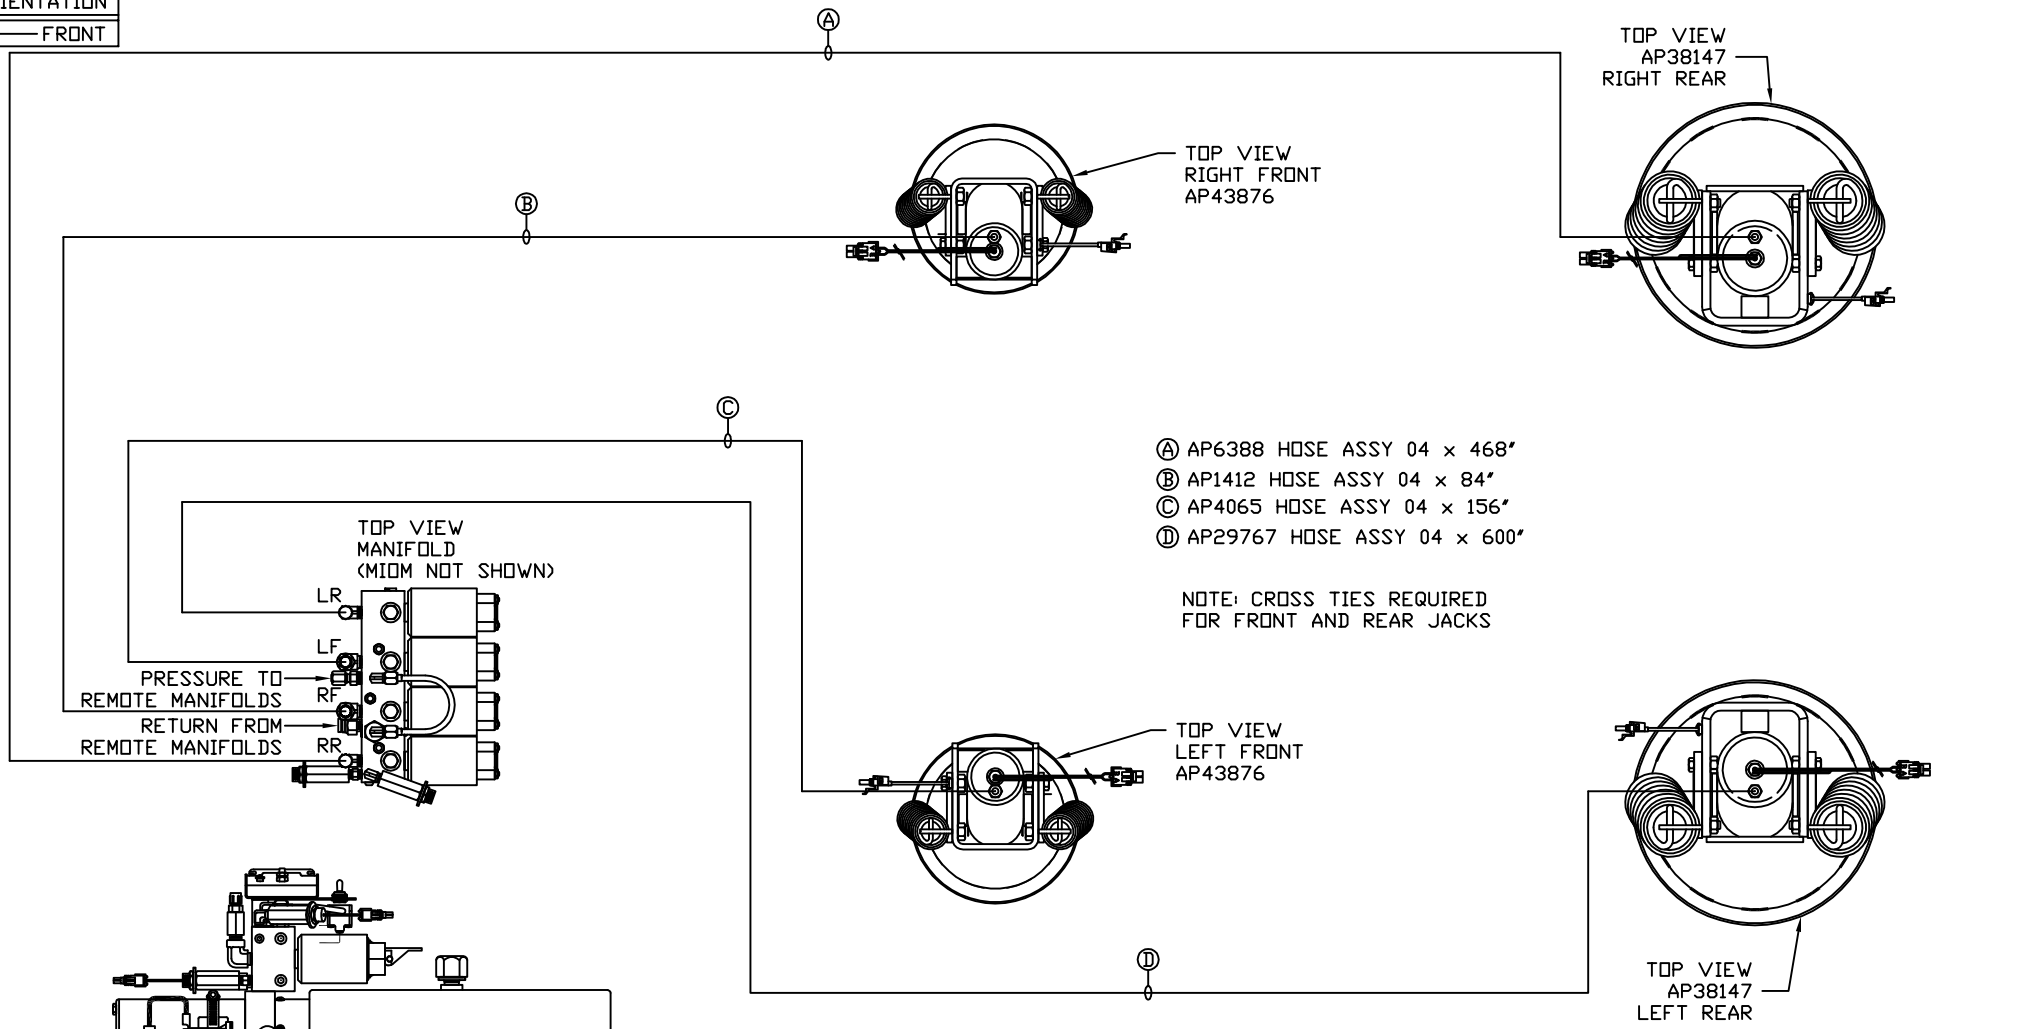 FRONT
A
TOP VIEW
AP38147
RIGHT REAR
TOP VIEW
RIGHT FRONT
AP43876
B
C
A AP6388 HOSE ASSY 04 x 468"
B AP1412 HOSE ASSY 04 x 84"
C AP4065 HOSE ASSY 04 x 156"
D AP29767 HOSE ASSY 04 x 600"
NOTE: CROSS TIES REQUIRED
FOR FRONT AND REAR JACKS
TOP VIEW
MANIFOLD
(MIOM NOT SHOWN)
LR
LF
PRESSURE TO
REMOTE MANIFOLDS
RF
RETURN FROM
REMOTE MANIFOLDS
RR
TOP VIEW
LEFT FRONT
AP43876
D
TOP VIEW
AP38147
LEFT REAR